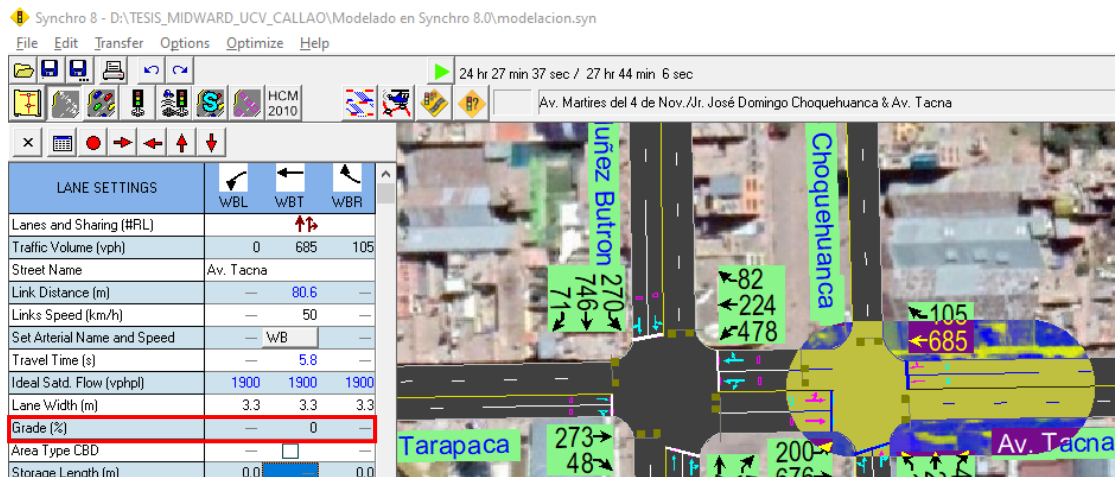 Synchro 8 - D:\TESIS_MIDWARD_UCV_CALLAO\Modelado en Synchro 8.0\modelacion.syn
File Edit Transfer Options Optimize Help
24 hr 27 min 37 sec / 27 hr 44 min 6 sec
HCM 2010
Av. Martires del 4 de Nov./Jr. José Domingo Choquehuanca & Av. Tacna
LANE SETTINGS WBL WBT WBR
Lanes and Sharing (#RL)
Traffic Volume (vph) 0 685 105
Street Name Av. Tacna
Link Distance (m) — 80.6 —
Links Speed (km/h) — 50 —
Set Arterial Name and Speed — WB —
Travel Time (s) — 5.8 —
Ideal Satd. Flow (vphpl) 1900 1900 1900
Lane Width (m) 3.3 3.3 3.3
Grade (%) — 0 —
Area Type CBD — —
Storage Length (m) 0.0 0.0
Nuñez Butron
Choquehuanca
270
746
71
82
224
478
105
685
Tarapaca
273
48
200
676
Av. Tacna